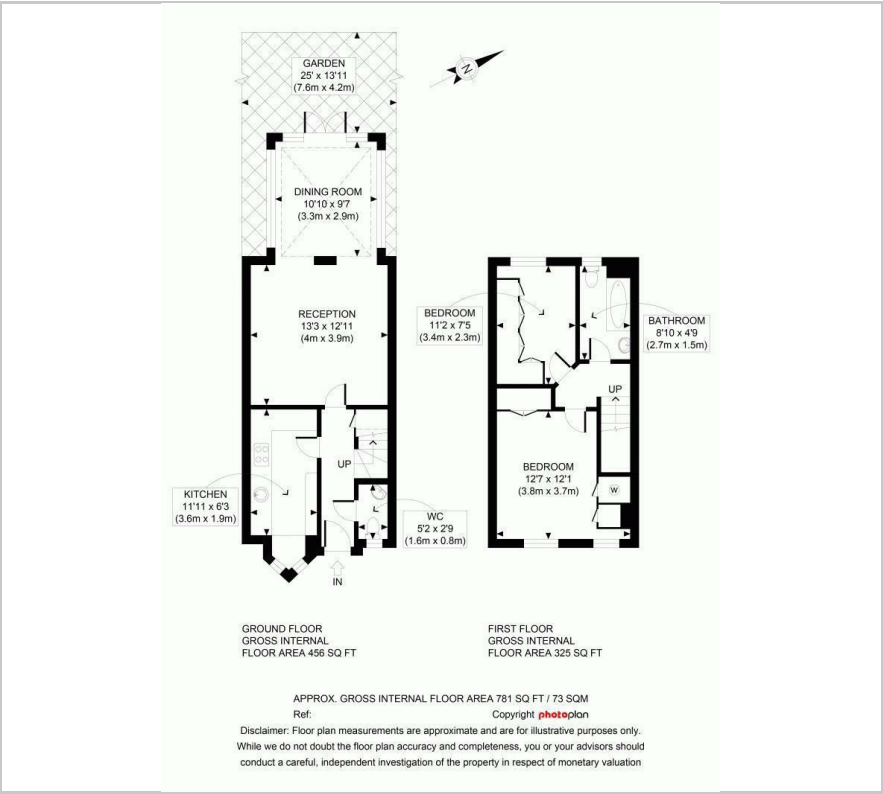 GARDEN
25' x 13'11
(7.6m x 4.2m)
N
DINING ROOM
10'10 x 9'7
(3.3m x 2.9m)
RECEPTION
13'3 x 12'11
(4m x 3.9m)
BEDROOM
11'2 x 7'5
(3.4m x 2.3m)
BATHROOM
8'10 x 4'9
(2.7m x 1.5m)
UP
UP
BEDROOM
12'7 x 12'1
(3.8m x 3.7m)
W
KITCHEN
11'11 x 6'3
(3.6m x 1.9m)
WC
5'2 x 2'9
(1.6m x 0.8m)
IN
GROUND FLOOR
GROSS INTERNAL
FLOOR AREA 456 SQ FT
FIRST FLOOR
GROSS INTERNAL
FLOOR AREA 325 SQ FT
APPROX. GROSS INTERNAL FLOOR AREA 781 SQ FT / 73 SQM
Ref: Copyright photoplan
Disclaimer: Floor plan measurements are approximate and are for illustrative purposes only.
While we do not doubt the floor plan accuracy and completeness, you or your advisors should
conduct a careful, independent investigation of the property in respect of monetary valuation